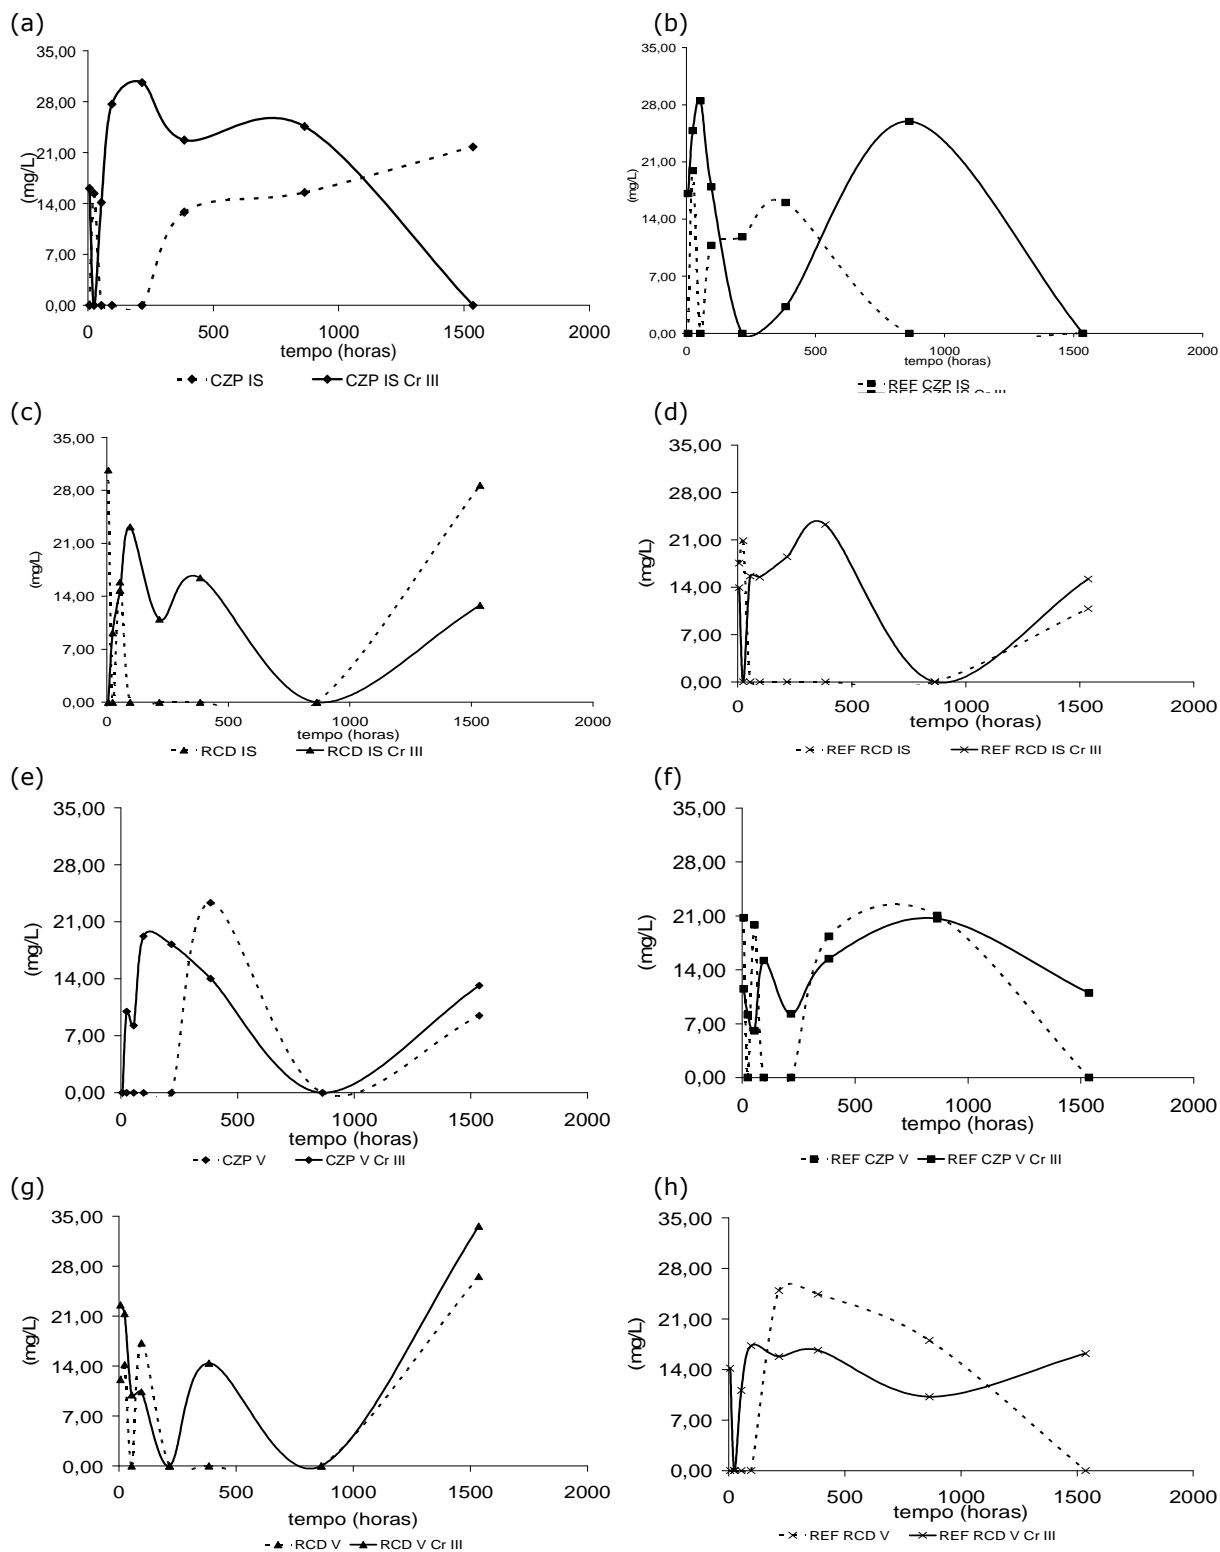 (a)
35,00
28,00
21,00
14,00
7,00
0,00
(mg/L)
0 500 1000 1500 2000
tempo (horas)
CZP IS CZP IS Cr III
(b)
35,00
28,00
21,00
14,00
7,00
0,00
(mg/L)
0 500 1000 1500 2000
tempo (horas)
REF CZP IS
REF CZP IS Cr III
(c)
35,00
28,00
21,00
14,00
7,00
0,00
(mg/L)
0 500 1000 1500 2000
tempo (horas)
RCD IS RCD IS Cr III
(d)
35,00
28,00
21,00
14,00
7,00
0,00
(mg/L)
0 500 1000 1500 2000
tempo (horas)
REF RCD IS REF RCD IS Cr III
(e)
35,00
28,00
21,00
14,00
7,00
0,00
(mg/L)
0 500 1000 1500 2000
tempo (horas)
CZP V CZP V Cr III
(f)
35,00
28,00
21,00
14,00
7,00
0,00
(mg/L)
0 500 1000 1500 2000
tempo (horas)
REF CZP V REF CZP V Cr III
(g)
35,00
28,00
21,00
14,00
7,00
0,00
(mg/L)
0 500 1000 1500 2000
tempo (horas)
RCD V RCD V Cr III
(h)
35,00
28,00
21,00
14,00
7,00
0,00
(mg/L)
0 500 1000 1500 2000
tempo (horas)
REF RCD V REF RCD V Cr III